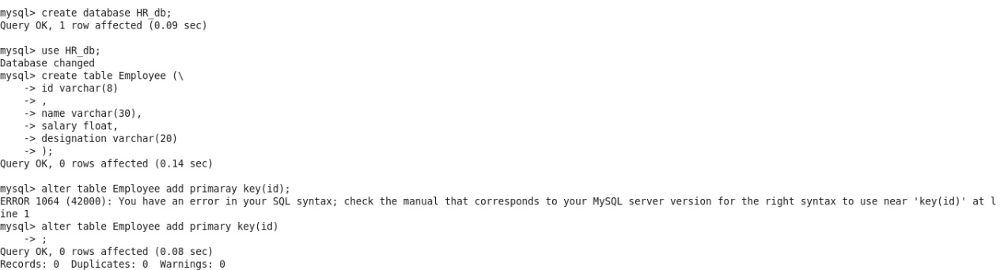 mysql> create database HR_db;
Query OK, 1 row affected (0.09 sec)
mysql> use HR_db;
Database changed
mysql> create table Employee (\
    -> id varchar(8)
    -> ,
    -> name varchar(30),
    -> salary float,
    -> designation varchar(20)
    -> );
Query OK, 0 rows affected (0.14 sec)
mysql> alter table Employee add primaray key(id);
ERROR 1064 (42000): You have an error in your SQL syntax; check the manual that corresponds to your MySQL server version for the right syntax to use near 'key(id)' at l
ine 1
mysql> alter table Employee add primary key(id)
    -> ;
Query OK, 0 rows affected (0.08 sec)
Records: 0  Duplicates: 0  Warnings: 0